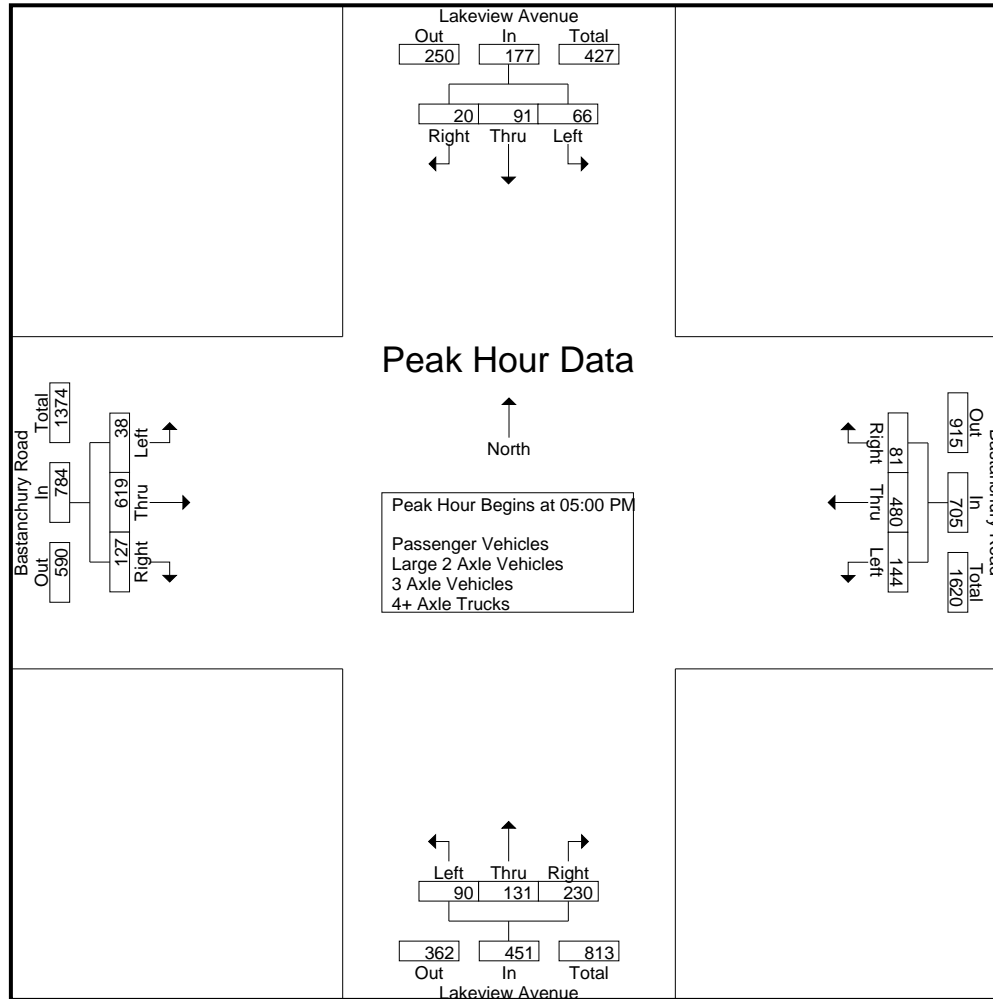 Lakeview Avenue
Out In Total
250 177 427
20 91 66
Right Thru Left
Peak Hour Data
North
Peak Hour Begins at 05:00 PM
Passenger Vehicles
Large 2 Axle Vehicles
3 Axle Vehicles
4+ Axle Trucks
Bastanchury Road
Out In Total
590 784 1374
127 619 38
Right Thru Left
Right Thru Left
81 480 144
915 705 1620
Out In Total
Road
Left Thru Right
90 131 230
362 451 813
Out In Total
Lakeview Avenue